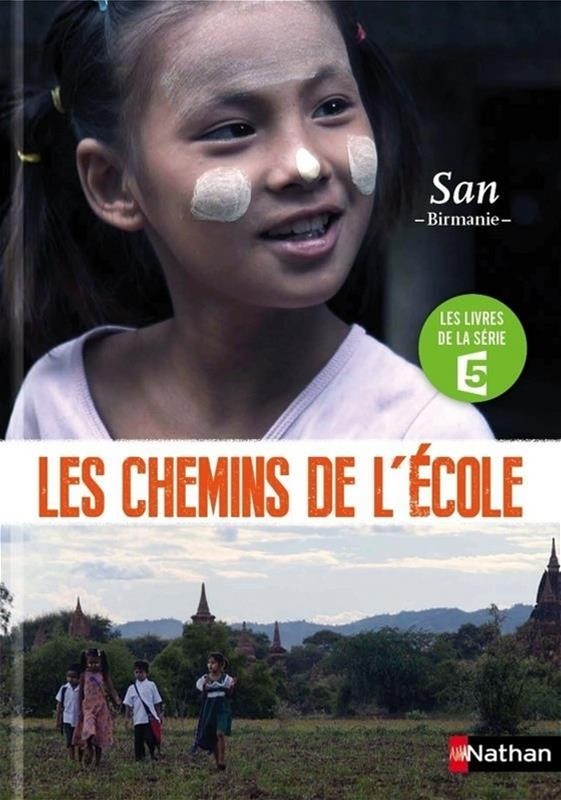 San
–Birmanie–
LES LIVRES
DE LA SÉRIE
5
LES CHEMINS DE L'ÉCOLE
Nathan